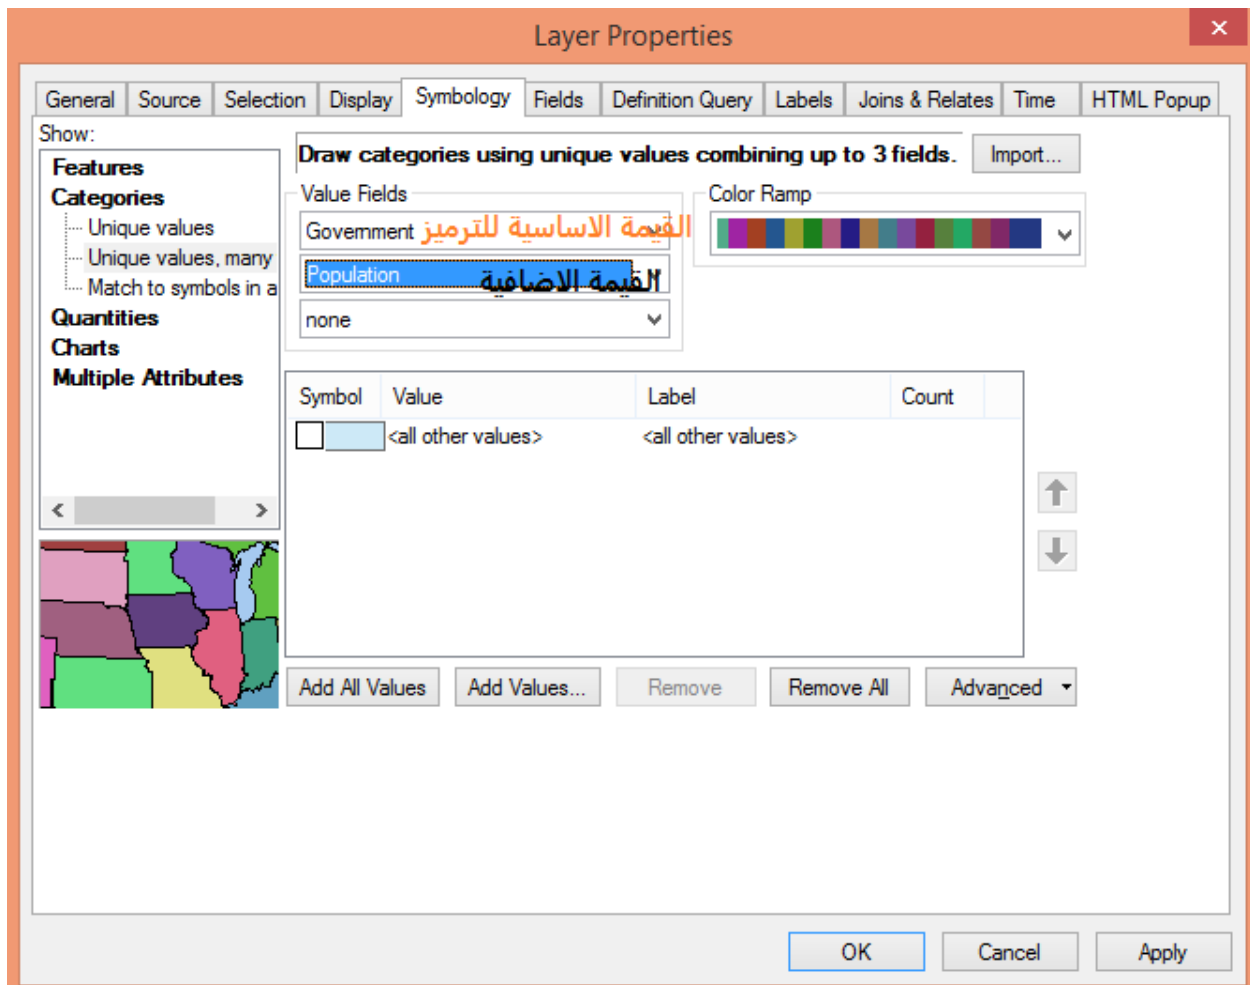 Layer Properties
General Source Selection Display Symbology Fields Definition Query Labels Joins & Relates Time HTML Popup
Show:
Features
Categories
Unique values
Unique values, many
Match to symbols in a
Quantities
Charts
Multiple Attributes
Draw categories using unique values combining up to 3 fields.
Import...
Value Fields
Government القيمة الاساسية للترميز
Population القيمة الاضافية
none
Color Ramp
Symbol Value Label Count
<all other values> <all other values>
Add All Values Add Values... Remove Remove All Advanced
OK Cancel Apply